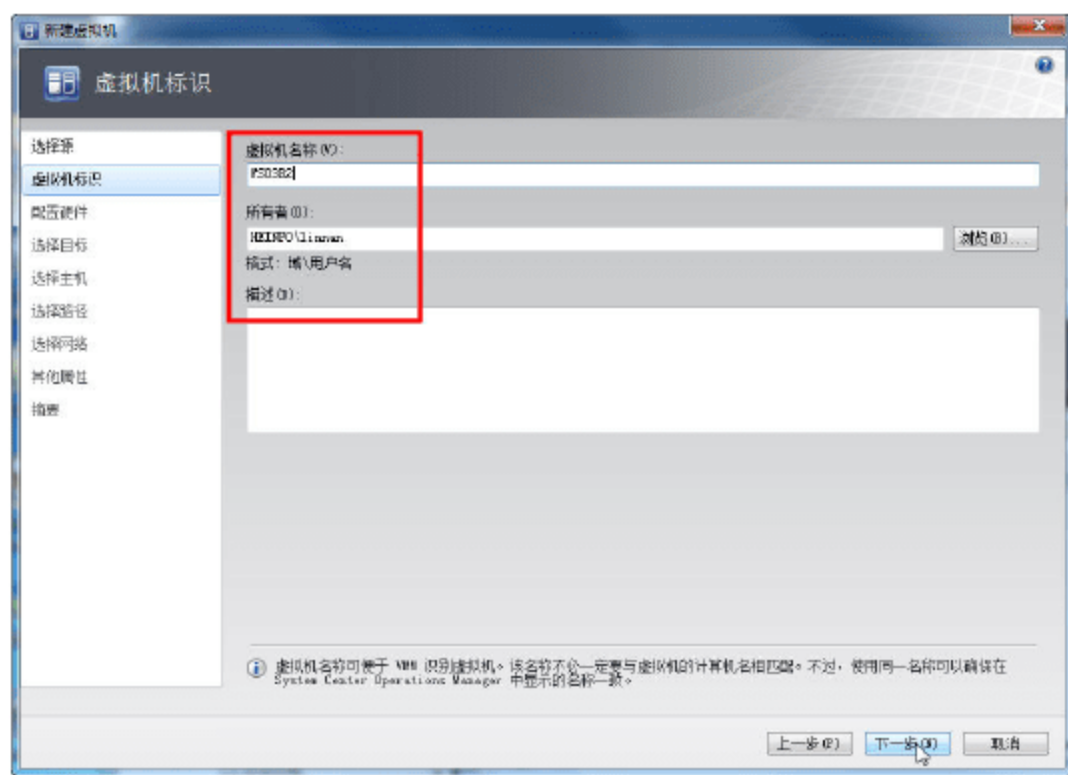 新建虚拟机
虚拟机标识
选择源
虚拟机标识
配置硬件
选择目标
选择主机
选择路径
选择网络
其他属性
摘要
虚拟机名称(V):
所有者(O):
浏览(B)...
格式: 域\用户名
描述(D):
虚拟机名称可便于 VMM 识别虚拟机。该名称不必一定要与虚拟机的计算机名相匹配。不过,使用同一名称可以确保在
System Center Operations Manager 中显示的名称一致。
上一步(P)
下一步(N)
取消